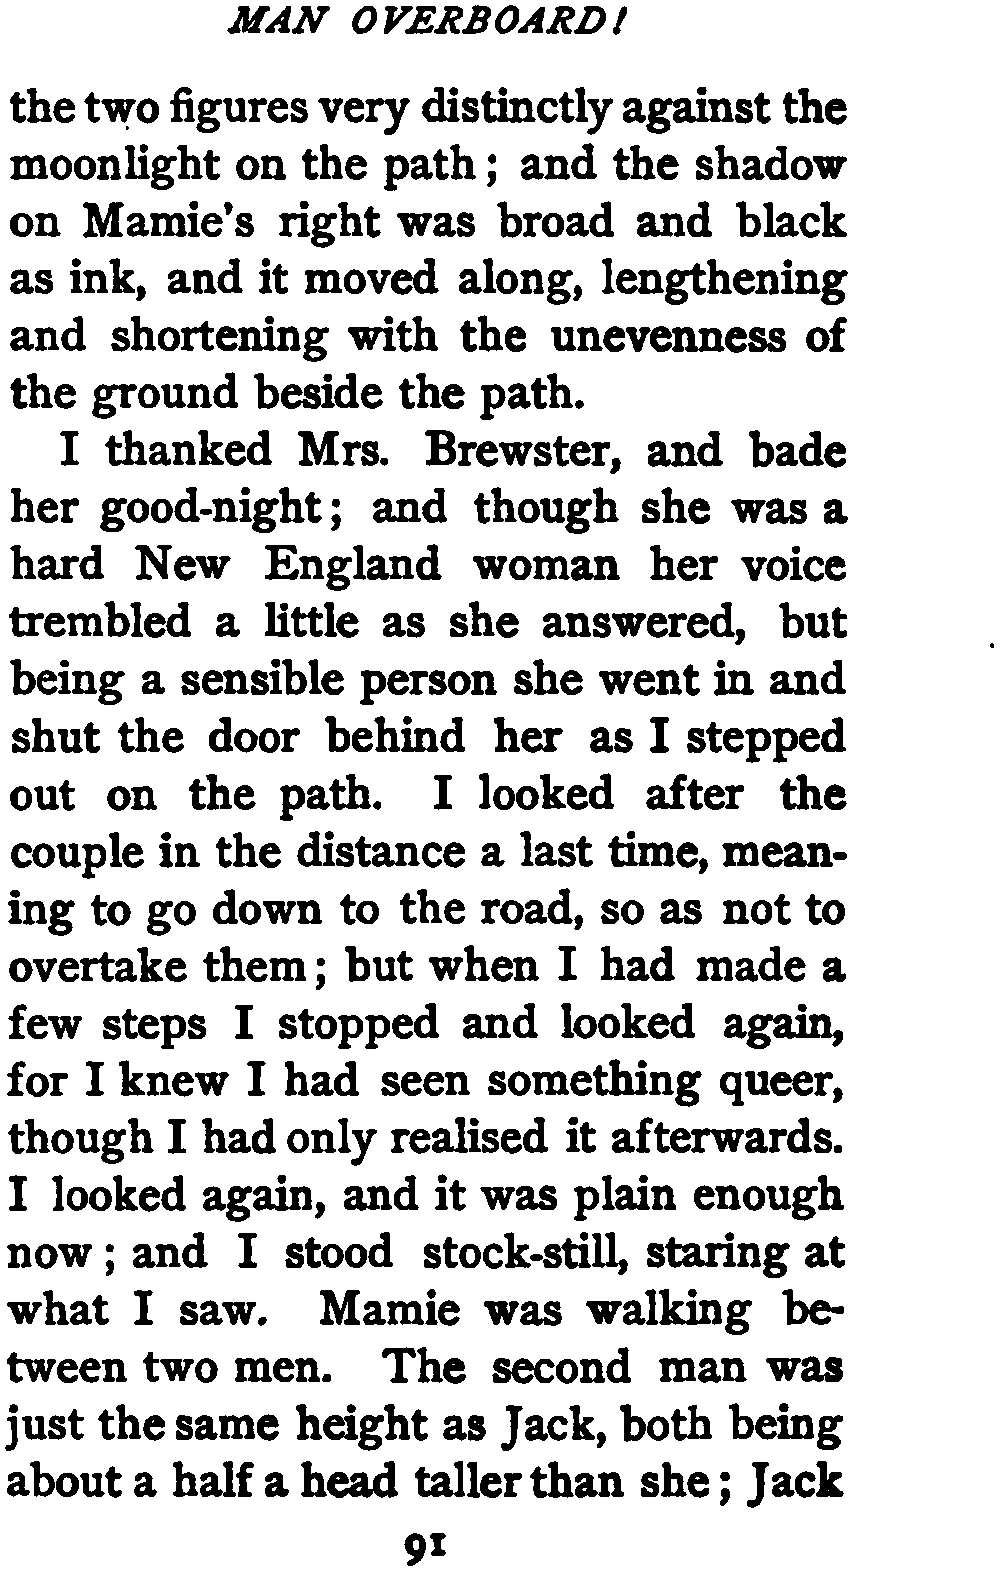 MAN OVERBOARD!
the two figures very distinctly against the
moonlight on the path; and the shadow
on Mamie's right was broad and black
as ink, and it moved along, lengthening
and shortening with the unevenness of
the ground beside the path.
I thanked Mrs. Brewster, and bade
her good-night; and though she was a
hard New England woman her voice
trembled a little as she answered, but
being a sensible person she went in and
shut the door behind her as I stepped
out on the path. I looked after the
couple in the distance a last time, mean-
ing to go down to the road, so as not to
overtake them; but when I had made a
few steps I stopped and looked again,
for I knew I had seen something queer,
though I had only realised it afterwards.
I looked again, and it was plain enough
now; and I stood stock-still, staring at
what I saw. Mamie was walking be-
tween two men. The second man was
just the same height as Jack, both being
about a half a head taller than she; Jack
91